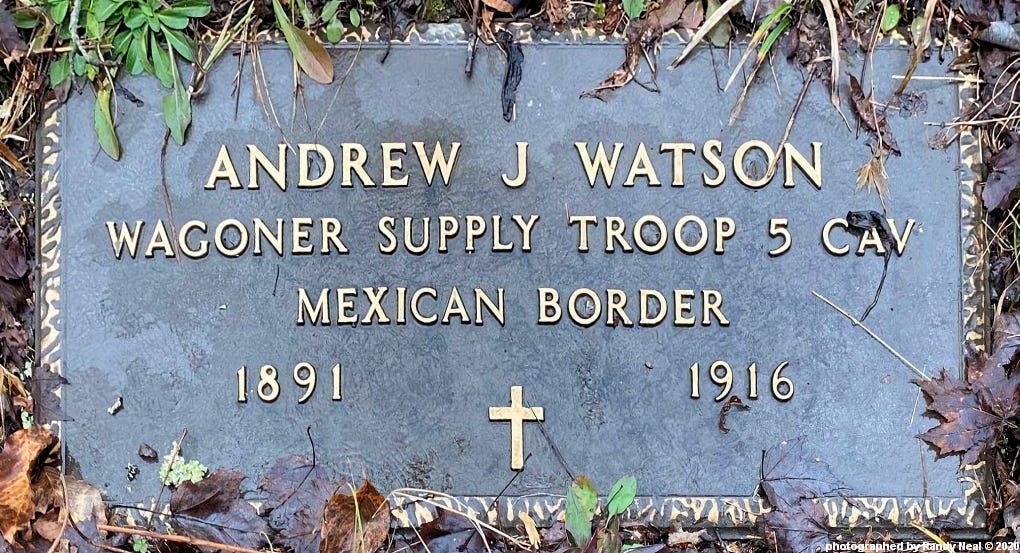 ANDREW J WATSON
WAGONER SUPPLY TROOP 5 CAV
MEXICAN BORDER
1891 1916
photographed by Randy Neal © 2020